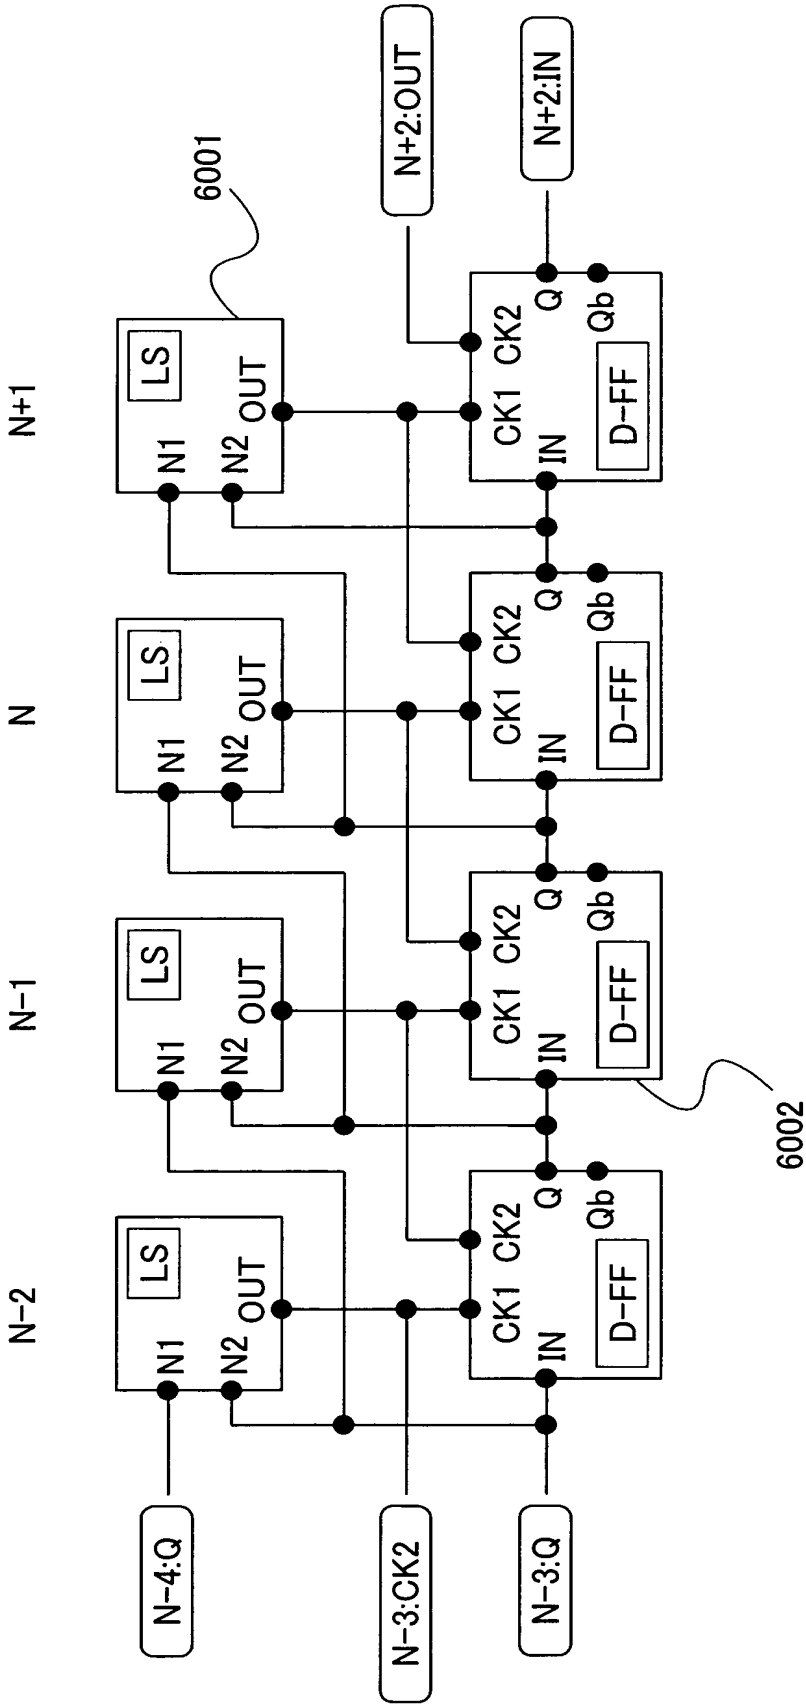 N-2
N-1
N
N+1
LS
N1
N2
OUT
LS
N1
N2
OUT
LS
N1
N2
OUT
LS
N1
N2
OUT
6001
N-4:Q
N-3:CK2
N-3:Q
N+2:OUT
N+2:IN
CK1
CK2
IN
Q
Qb
D-FF
CK1
CK2
IN
Q
Qb
D-FF
CK1
CK2
IN
Q
Qb
D-FF
CK1
CK2
IN
Q
Qb
D-FF
6002